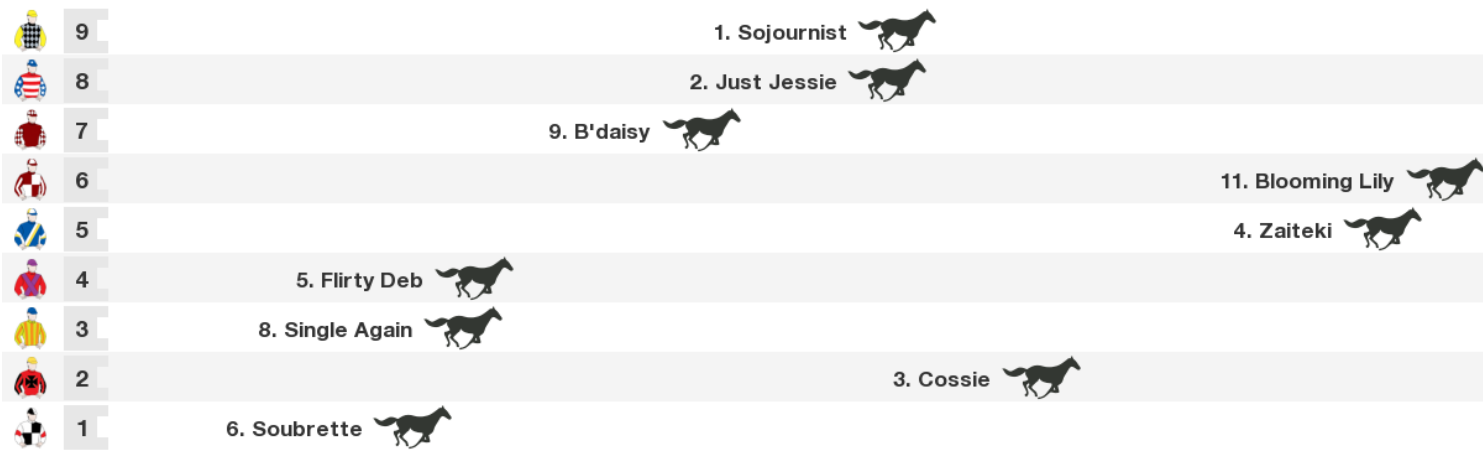 9 1. Sojournist
8 2. Just Jessie
7 9. B'daisy
6 11. Blooming Lily
5 4. Zaiteki
4 5. Flirty Deb
3 8. Single Again
2 3. Cossie
1 6. Soubrette